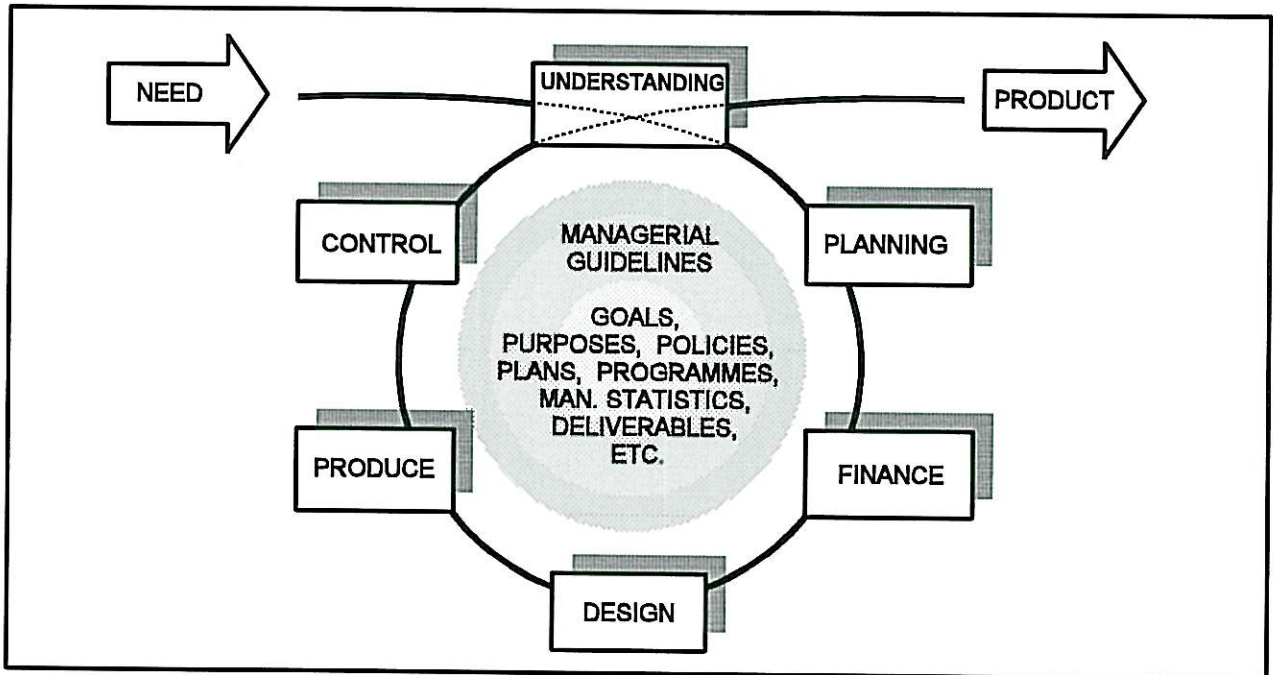 NEED
UNDERSTANDING
PRODUCT
CONTROL
MANAGERIAL
GUIDELINES
PLANNING
GOALS,
PURPOSES, POLICIES,
PLANS, PROGRAMMES,
MAN. STATISTICS,
DELIVERABLES,
ETC.
PRODUCE
FINANCE
DESIGN